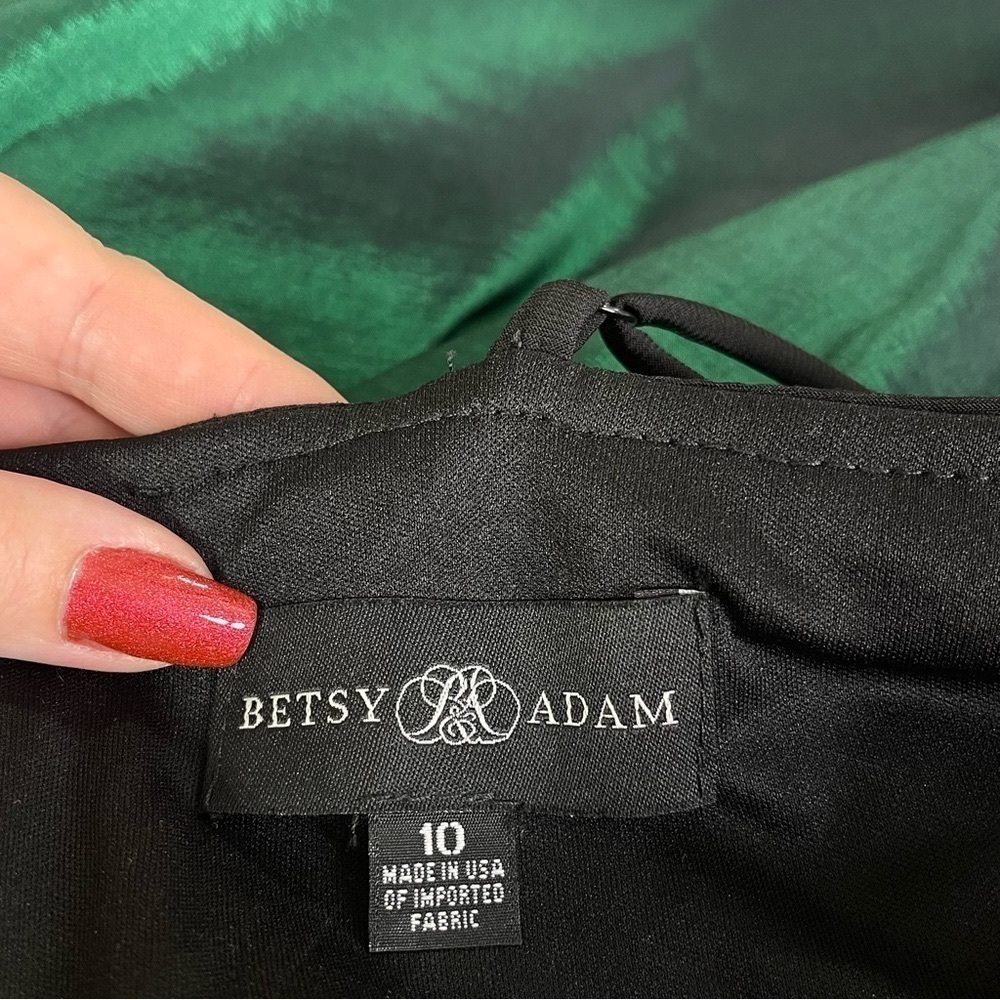 BETSY B&A ADAM
10
MADE IN USA
OF IMPORTED
FABRIC